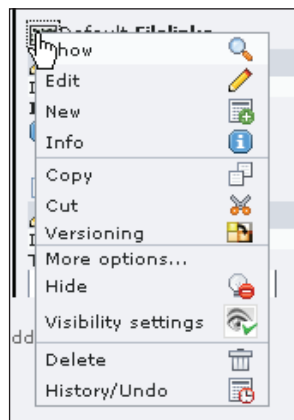 Default Filelinks
Show
Edit
New
Info
Copy
Cut
Versioning
More options...
Hide
Visibility settings
Delete
History/Undo